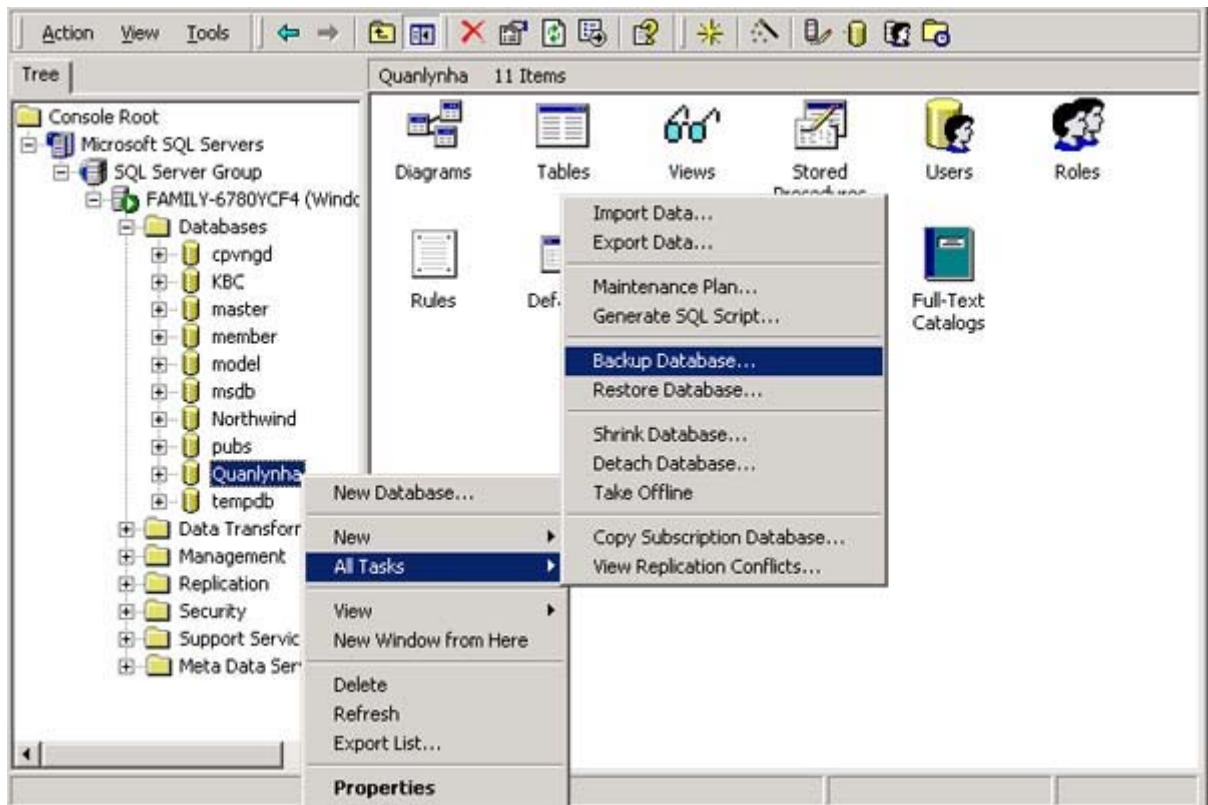 Action View Tools
Tree
Quanlynha 11 Items
Console Root
Microsoft SQL Servers
SQL Server Group
FAMILY-6780YCF4 (Windo
Databases
cpvngd
KBC
master
member
model
msdb
Northwind
pubs
Quanlynha
tempdb
Data Transforr
Management
Replication
Security
Support Servic
Meta Data Ser
Diagrams
Tables
Views
Stored
Procedures
Users
Roles
Rules
Def
Full-Text
Catalogs
New Database...
New
All Tasks
View
New Window from Here
Delete
Refresh
Export List...
Properties
Import Data...
Export Data...
Maintenance Plan...
Generate SQL Script...
Backup Database...
Restore Database...
Shrink Database...
Detach Database...
Take Offline
Copy Subscription Database...
View Replication Conflicts...